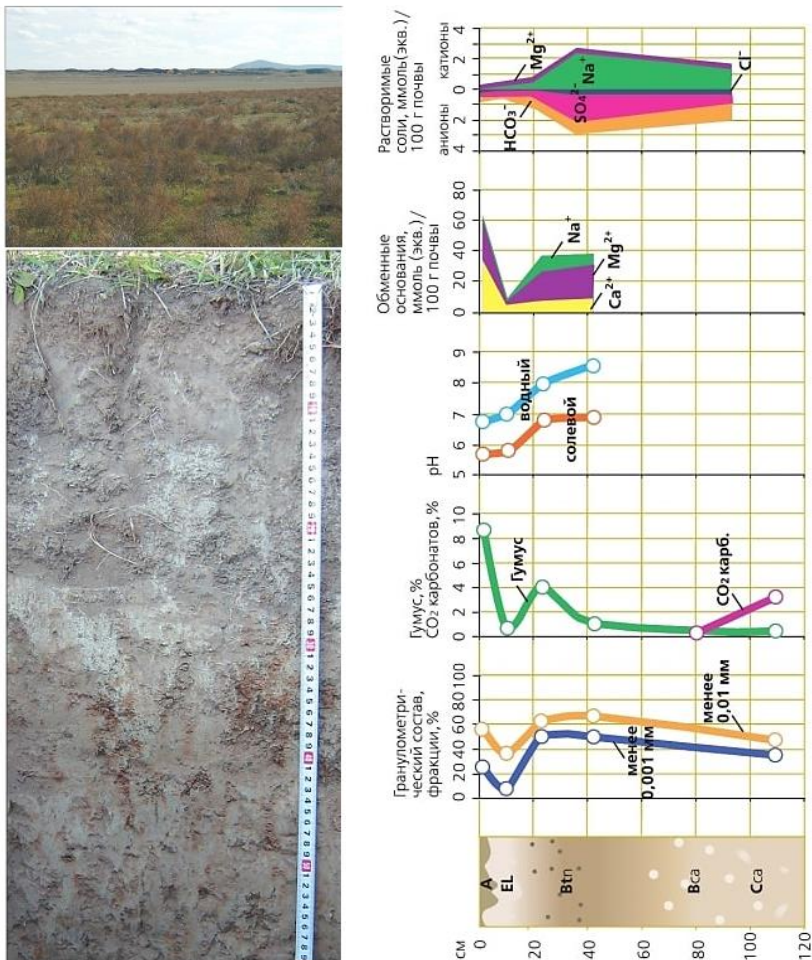 Растворимые
соли, ммоль(экв.)/
100 г почвы
анионы катионы
4
2
0
2
4
Mg²⁺
Na⁺
SO₄²⁻
HCO₃⁻
Cl⁻
Обменные
основания,
ммоль (экв.)/
100 г почвы
80
60
40
20
0
Na⁺
Ca²⁺ Mg²⁺
pH
9
8
7
6
5
водный
солевой
Гумус, %
CO₂ карбонатов, %
10
8
6
4
2
0
Гумус
CO₂ карб.
Гранулометри-
ческий состав,
фракции, %
100
80
60
40
20
0
менее
0,01 мм
менее
0,001 мм
A
EL
Btn
Bca
Cca
см
0 20 40 60 80 100 120